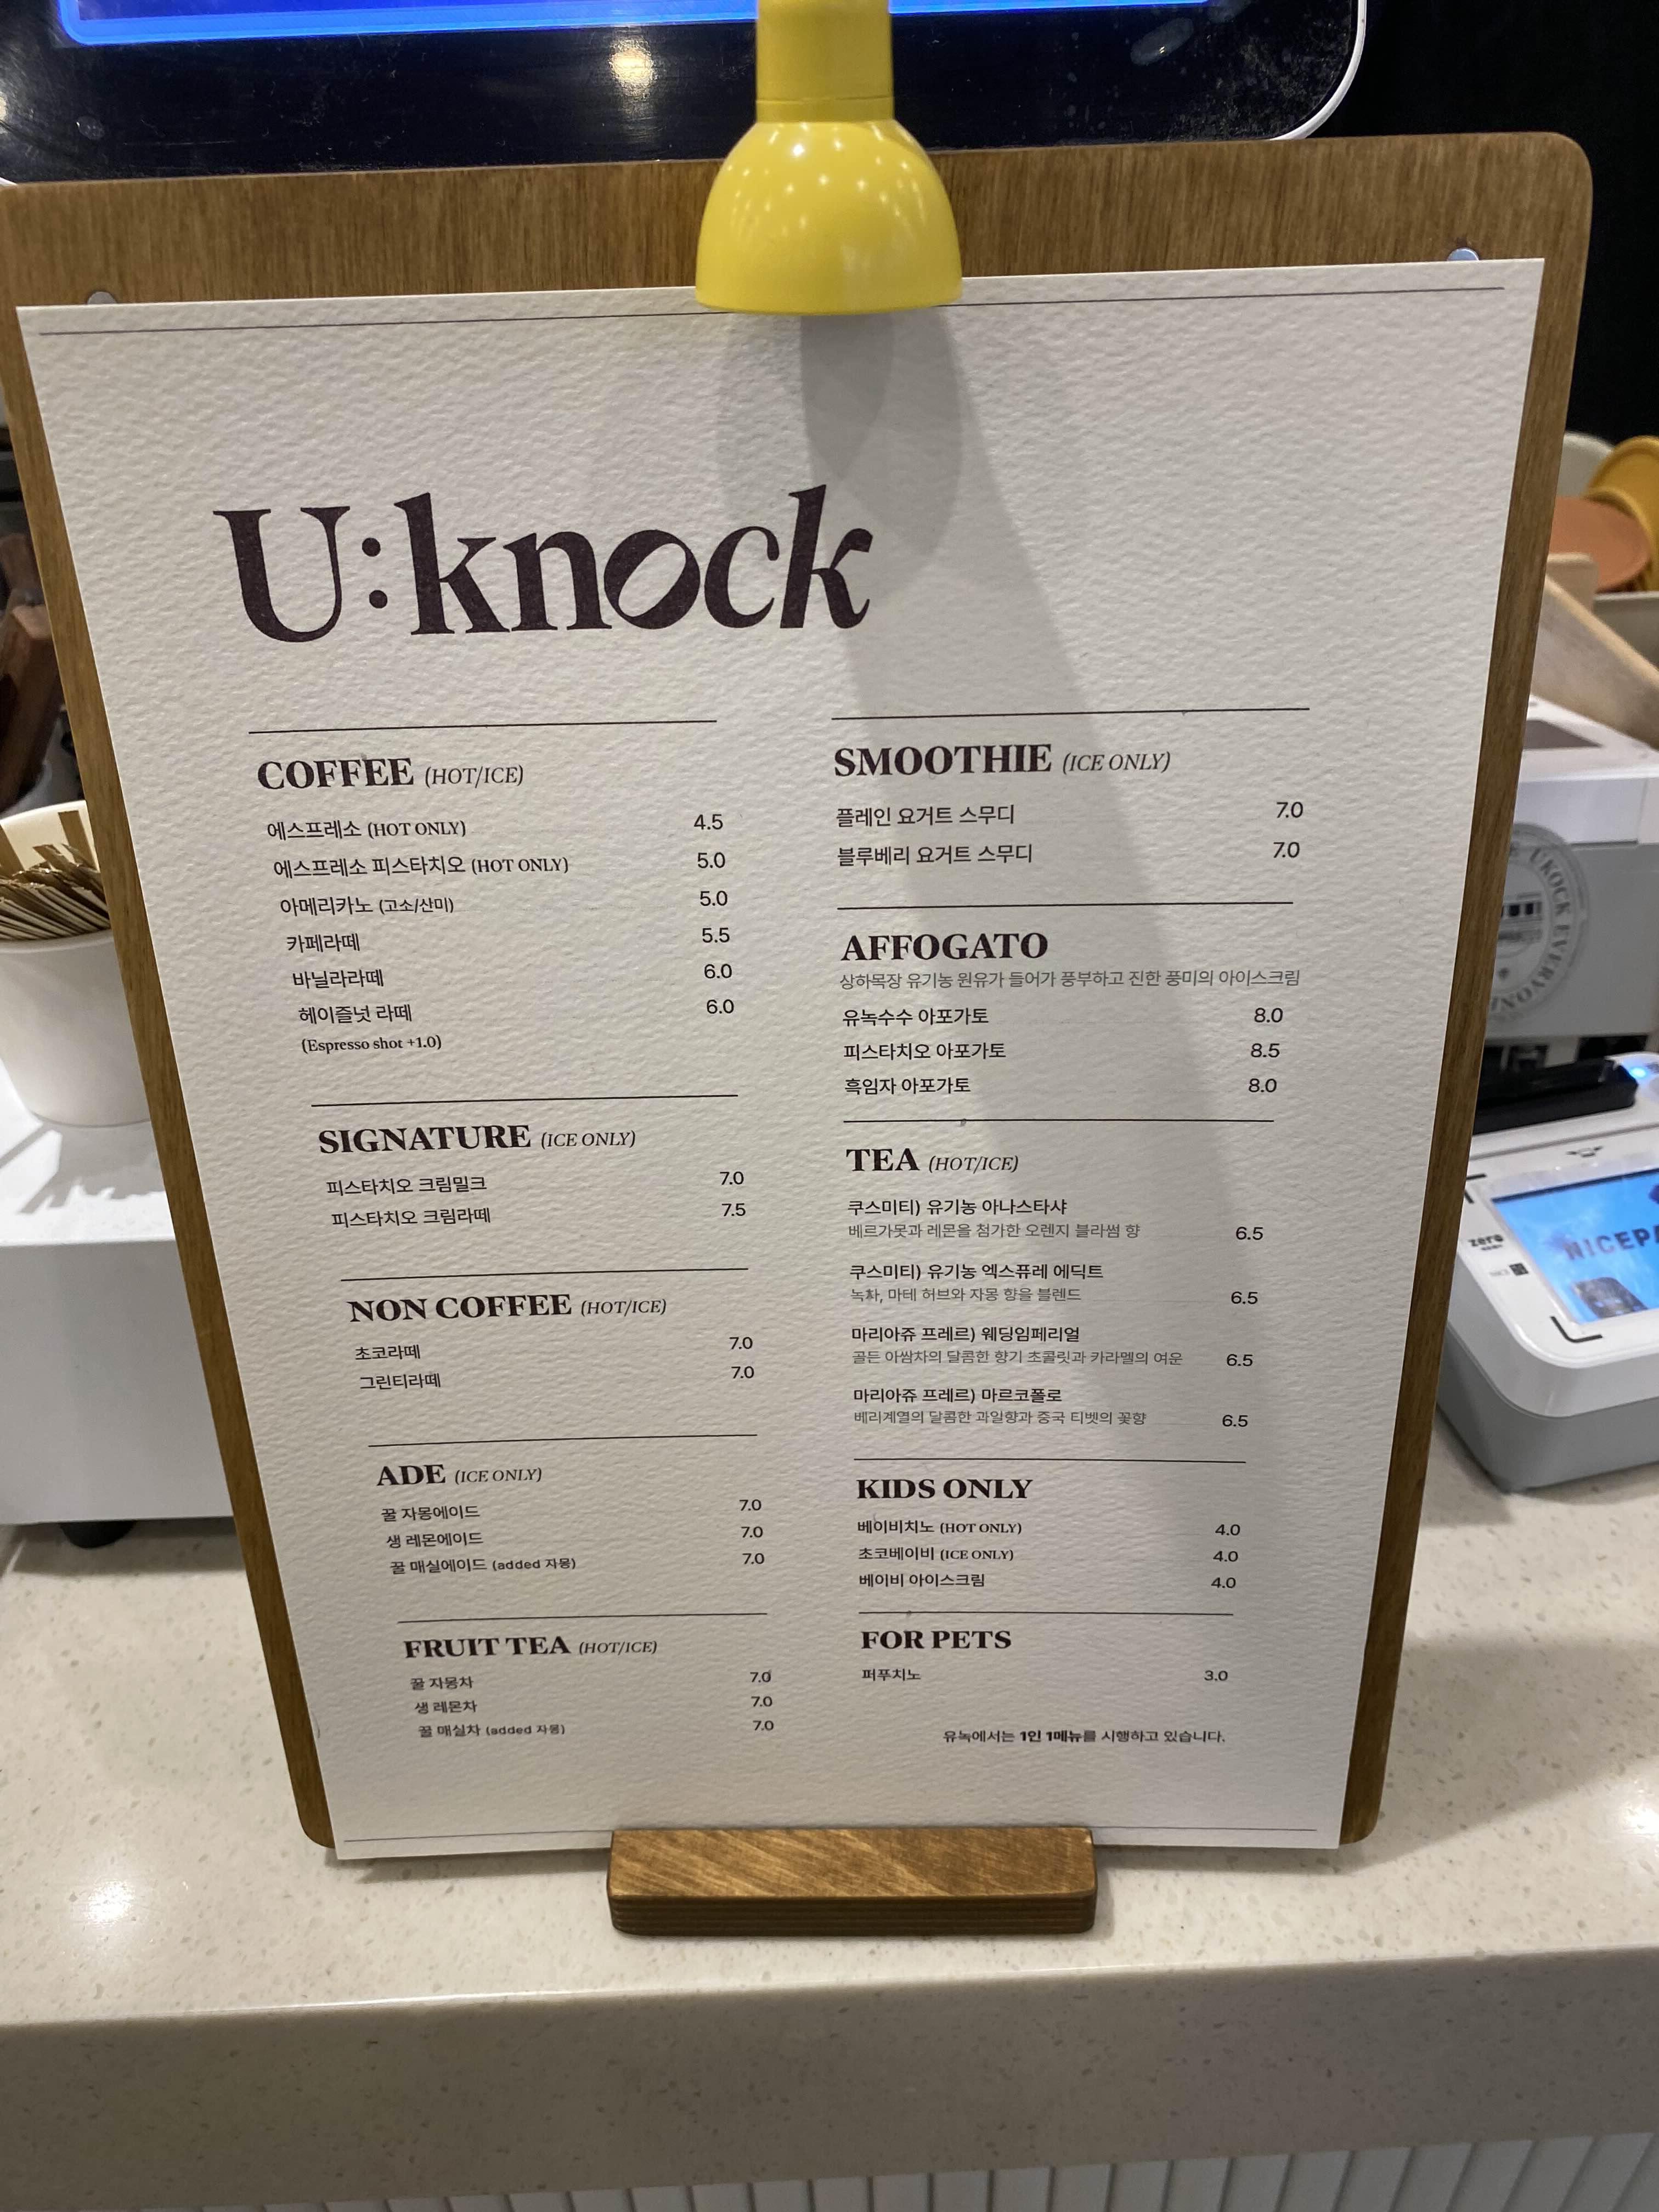 U:knock
COFFEE (HOT/ICE)
에스프레소 (HOT ONLY) 4.5
에스프레소 피스타치오 (HOT ONLY) 5.0
아메리카노 (고소/산미) 5.0
카페라떼 5.5
바닐라라떼 6.0
헤이즐넛 라떼 6.0
(Espresso shot +1.0)
SIGNATURE (ICE ONLY)
피스타치오 크림밀크 7.0
피스타치오 크림라떼 7.5
NON COFFEE (HOT/ICE)
초코라떼 7.0
그린티라떼 7.0
ADE (ICE ONLY)
꿀 자몽에이드 7.0
생 레몬에이드 7.0
꿀 매실에이드 (added 자몽) 7.0
FRUIT TEA (HOT/ICE)
꿀 자몽차 7.0
생 레몬차 7.0
꿀 매실차 (added 자몽) 7.0
SMOOTHIE (ICE ONLY)
플레인 요거트 스무디 7.0
블루베리 요거트 스무디 7.0
AFFOGATO
상하목장 유기농 원유가 들어가 풍부하고 진한 풍미의 아이스크림
유녹수수 아포가토 8.0
피스타치오 아포가토 8.5
흑임자 아포가토 8.0
TEA (HOT/ICE)
쿠스미티) 유기농 아나스타샤
베르가못과 레몬을 첨가한 오렌지 블라썸 향 6.5
쿠스미티) 유기농 엑스퓨레 에딕트
녹차, 마테 허브와 자몽 향을 블렌드 6.5
마리아쥬 프레르) 웨딩임페리얼
골든 아쌈차의 달콤한 향기 초콜릿과 카라멜의 여운 6.5
마리아쥬 프레르) 마르코폴로
베리계열의 달콤한 과일향과 중국 티벳의 꽃향 6.5
KIDS ONLY
베이비치노 (HOT ONLY) 4.0
초코베이비 (ICE ONLY) 4.0
베이비 아이스크림 4.0
FOR PETS
퍼푸치노 3.0
유녹에서는 1인 1메뉴를 시행하고 있습니다.
UKOCK EVERYONE
zero
NICEPA